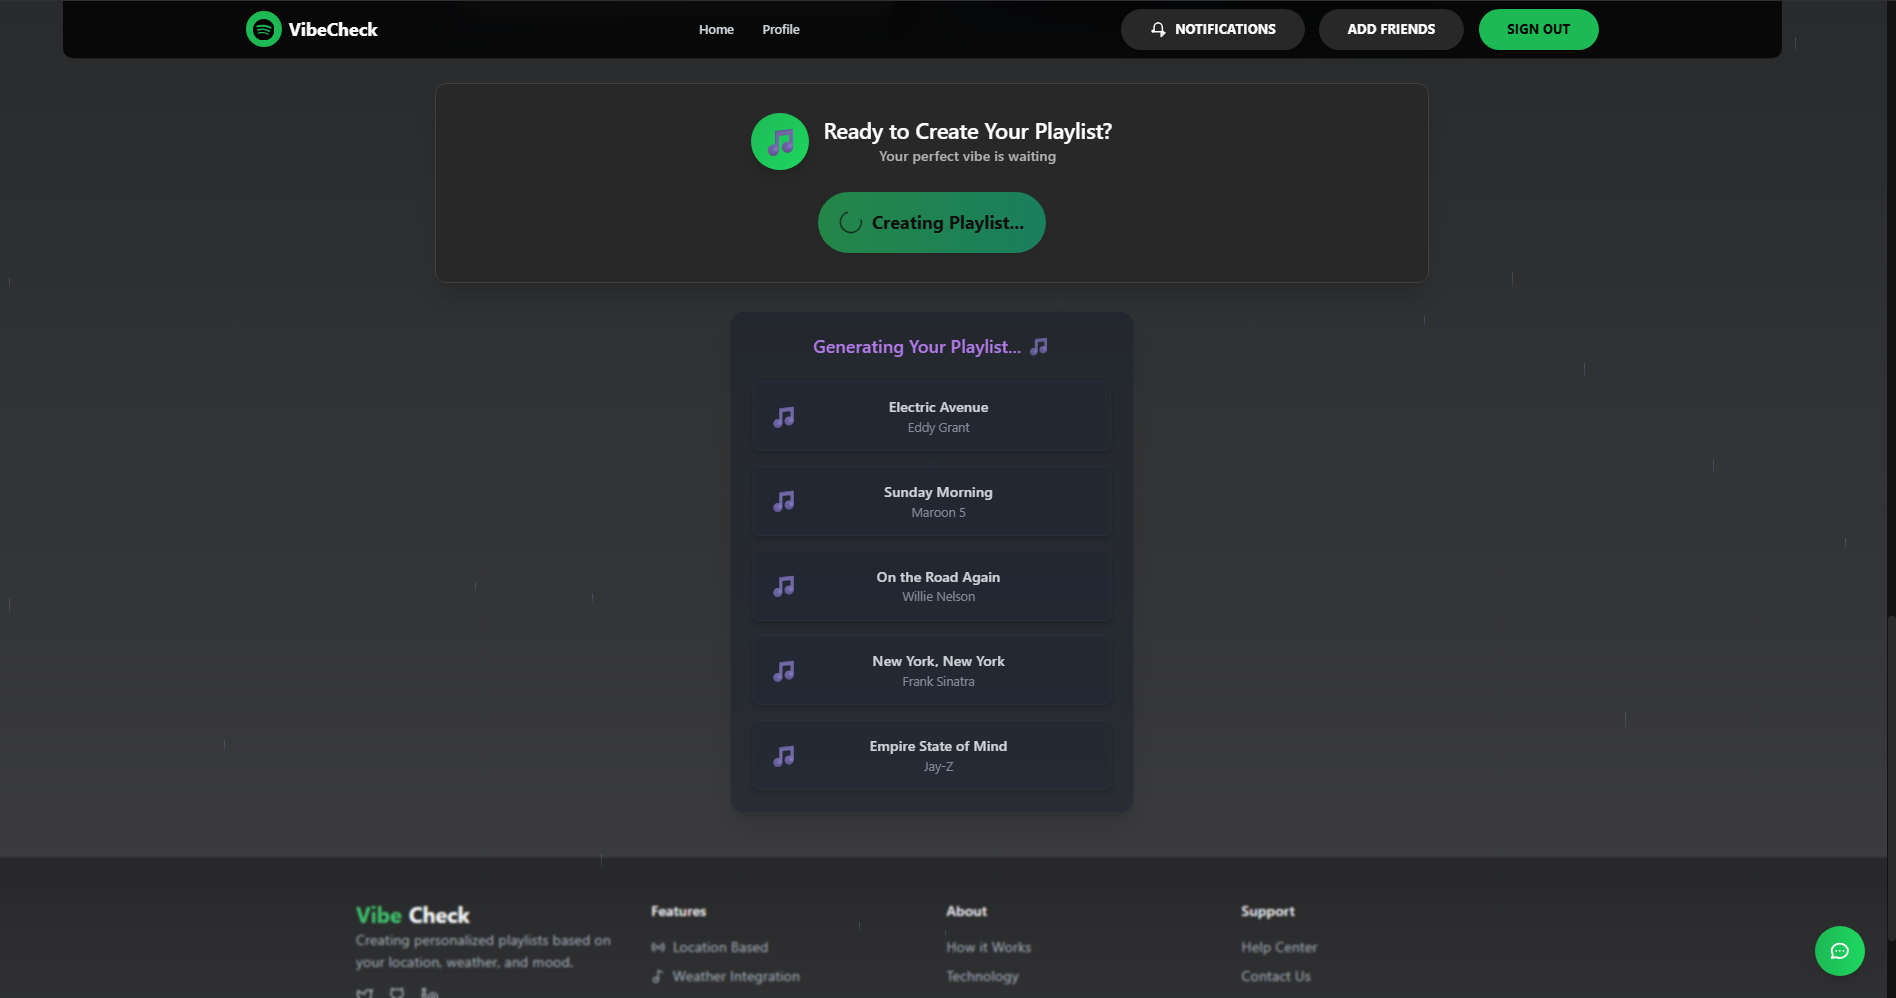 VibeCheck
Home
Profile
NOTIFICATIONS
ADD FRIENDS
SIGN OUT
Ready to Create Your Playlist?
Your perfect vibe is waiting
Creating Playlist...
Generating Your Playlist...
Electric Avenue
Eddy Grant
Sunday Morning
Maroon 5
On the Road Again
Willie Nelson
New York, New York
Frank Sinatra
Empire State of Mind
Jay-Z
Vibe Check
Creating personalized playlists based on
your location, weather, and mood.
Features
Location Based
Weather Integration
About
How it Works
Technology
Support
Help Center
Contact Us